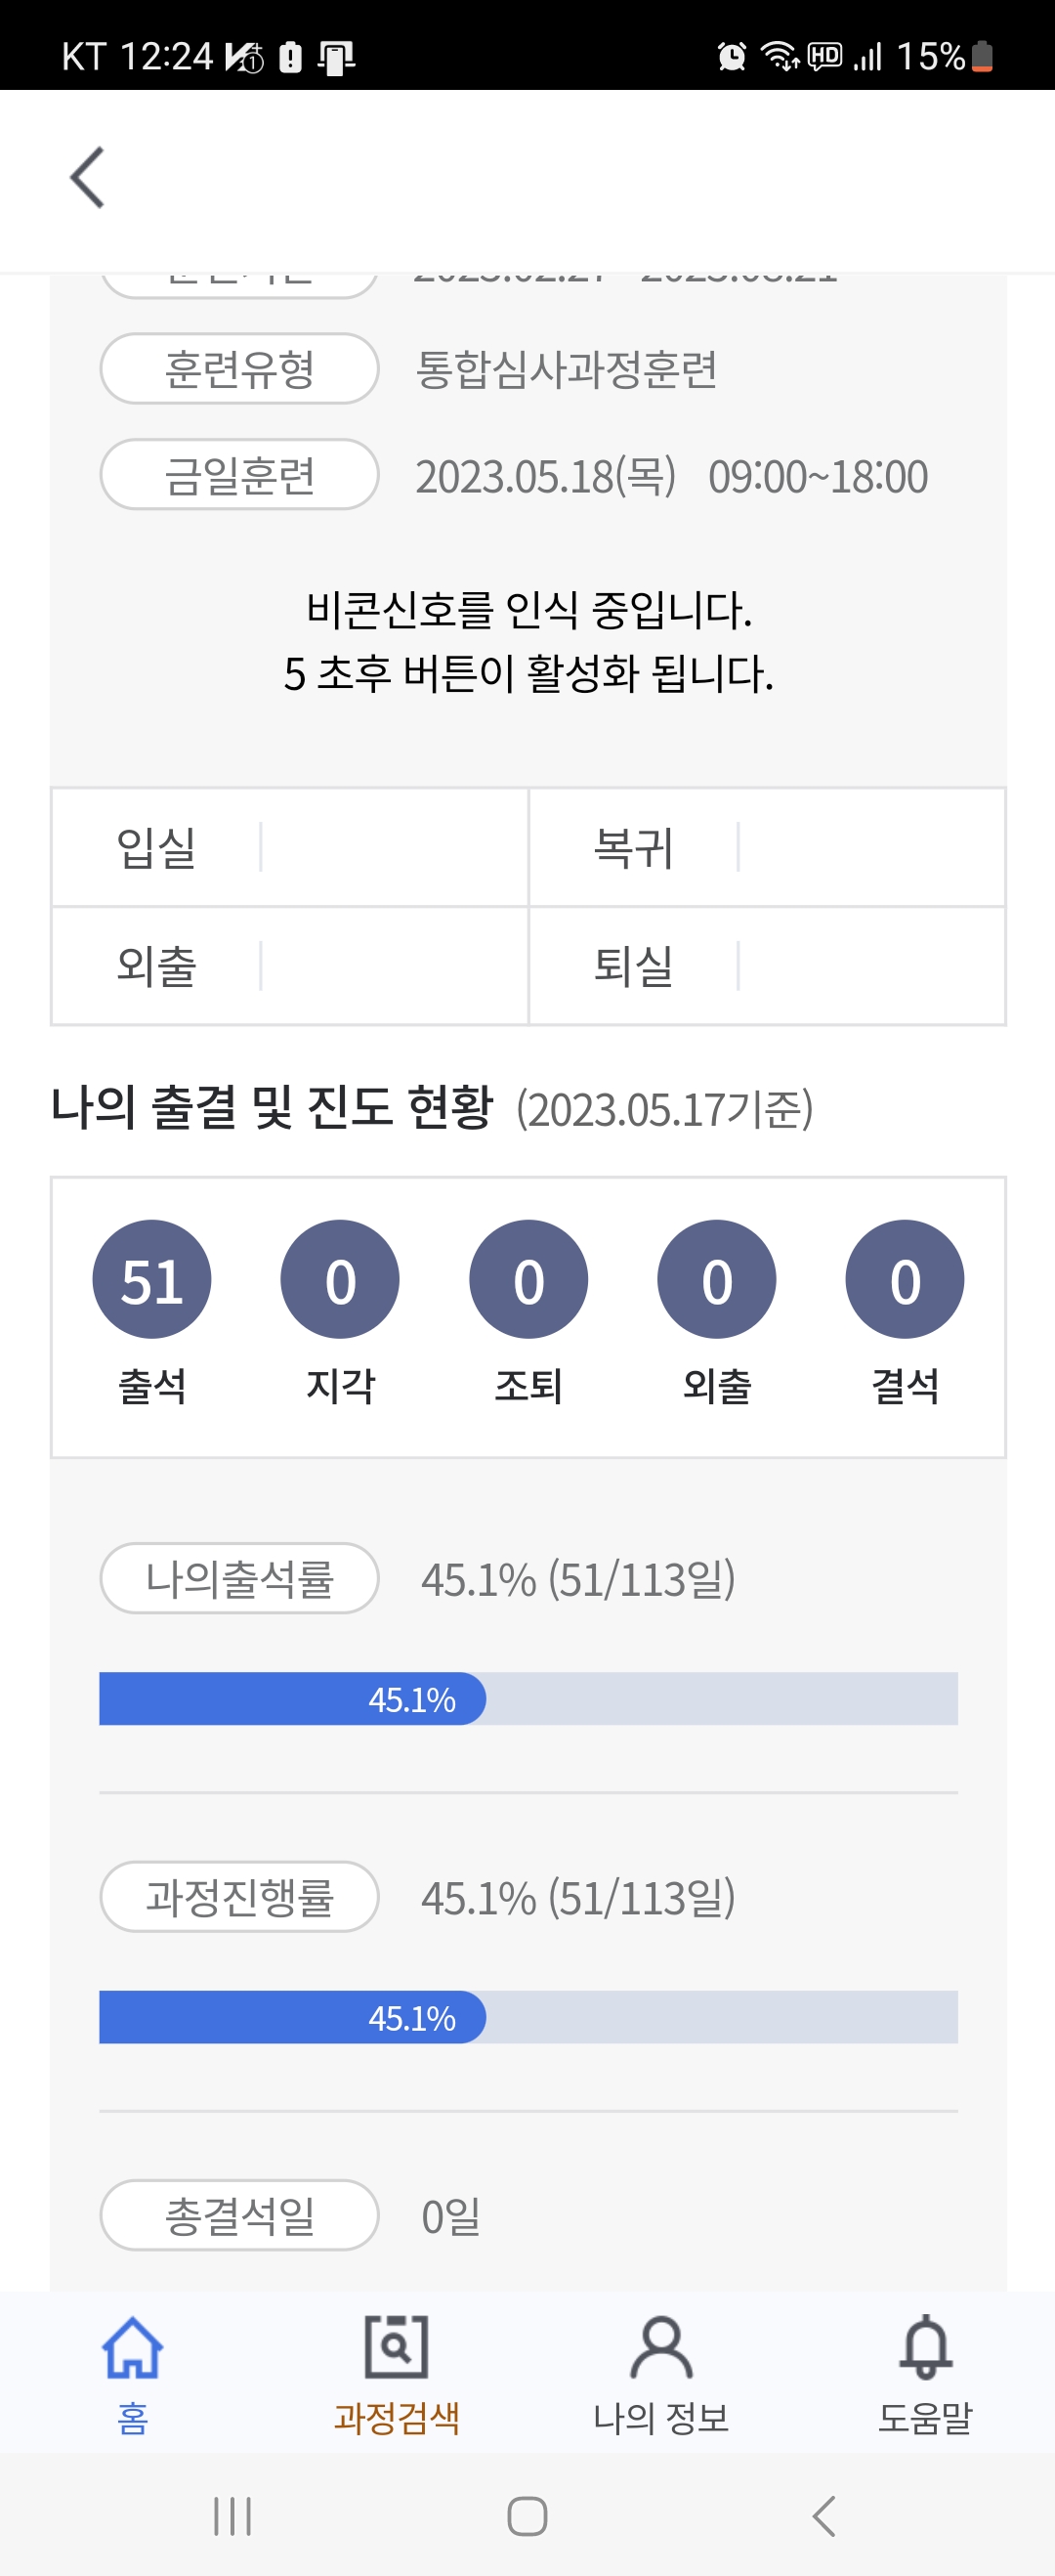 KT 12:24
HD 15%
훈련유형 통합심사과정훈련
금일훈련 2023.05.18(목) 09:00~18:00
비콘신호를 인식 중입니다.
5 초후 버튼이 활성화 됩니다.
입실 복귀
외출 퇴실
나의 출결 및 진도 현황 (2023.05.17기준)
51 0 0 0 0
출석 지각 조퇴 외출 결석
나의출석률 45.1% (51/113일)
45.1%
과정진행률 45.1% (51/113일)
45.1%
총결석일 0일
홈 과정검색 나의 정보 도움말